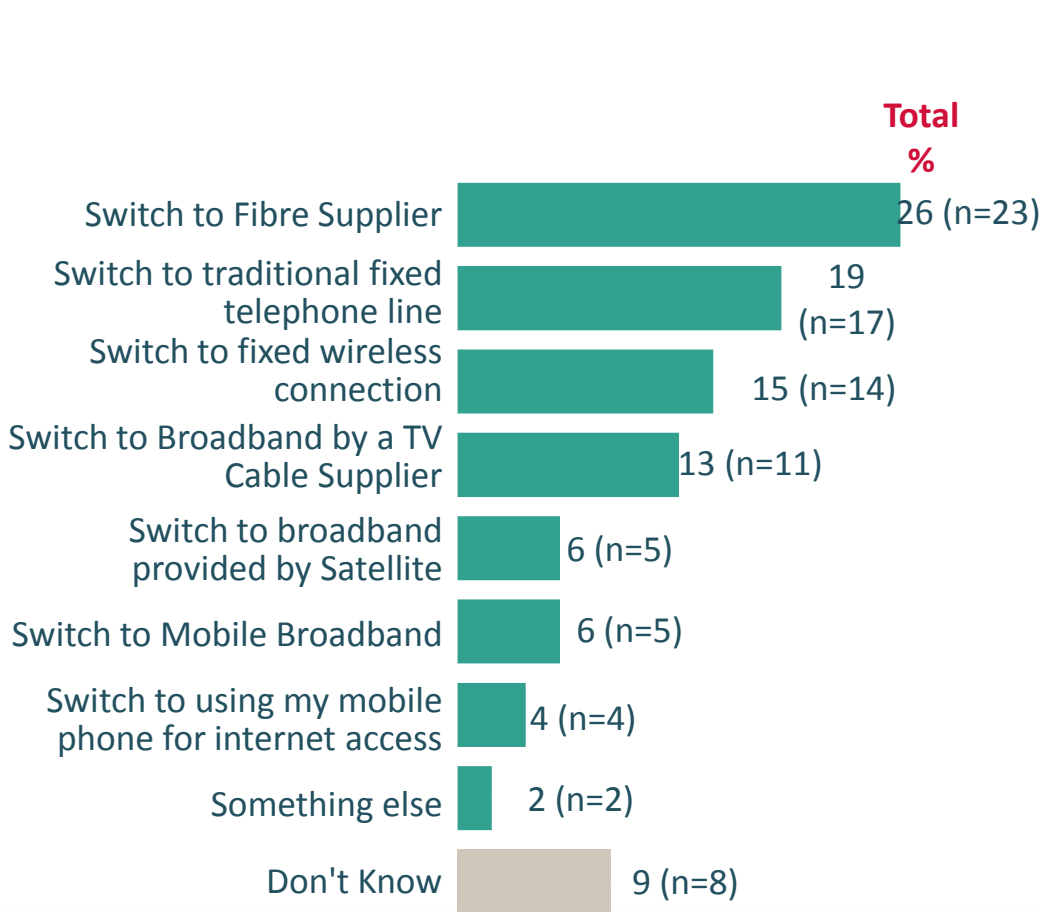 Total
%
Switch to Fibre Supplier
26 (n=23)
Switch to traditional fixed
telephone line
19
(n=17)
Switch to fixed wireless
connection
15 (n=14)
Switch to Broadband by a TV
Cable Supplier
13 (n=11)
Switch to broadband
provided by Satellite
6 (n=5)
Switch to Mobile Broadband
6 (n=5)
Switch to using my mobile
phone for internet access
4 (n=4)
Something else
2 (n=2)
Don't Know
9 (n=8)